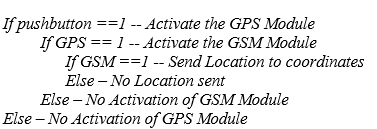 If pushbutton ==1 -- Activate the GPS Module
If GPS == 1 -- Activate the GSM Module
If GSM ==1 -- Send Location to coordinates
Else – No Location sent
Else – No Activation of GSM Module
Else – No Activation of GPS Module